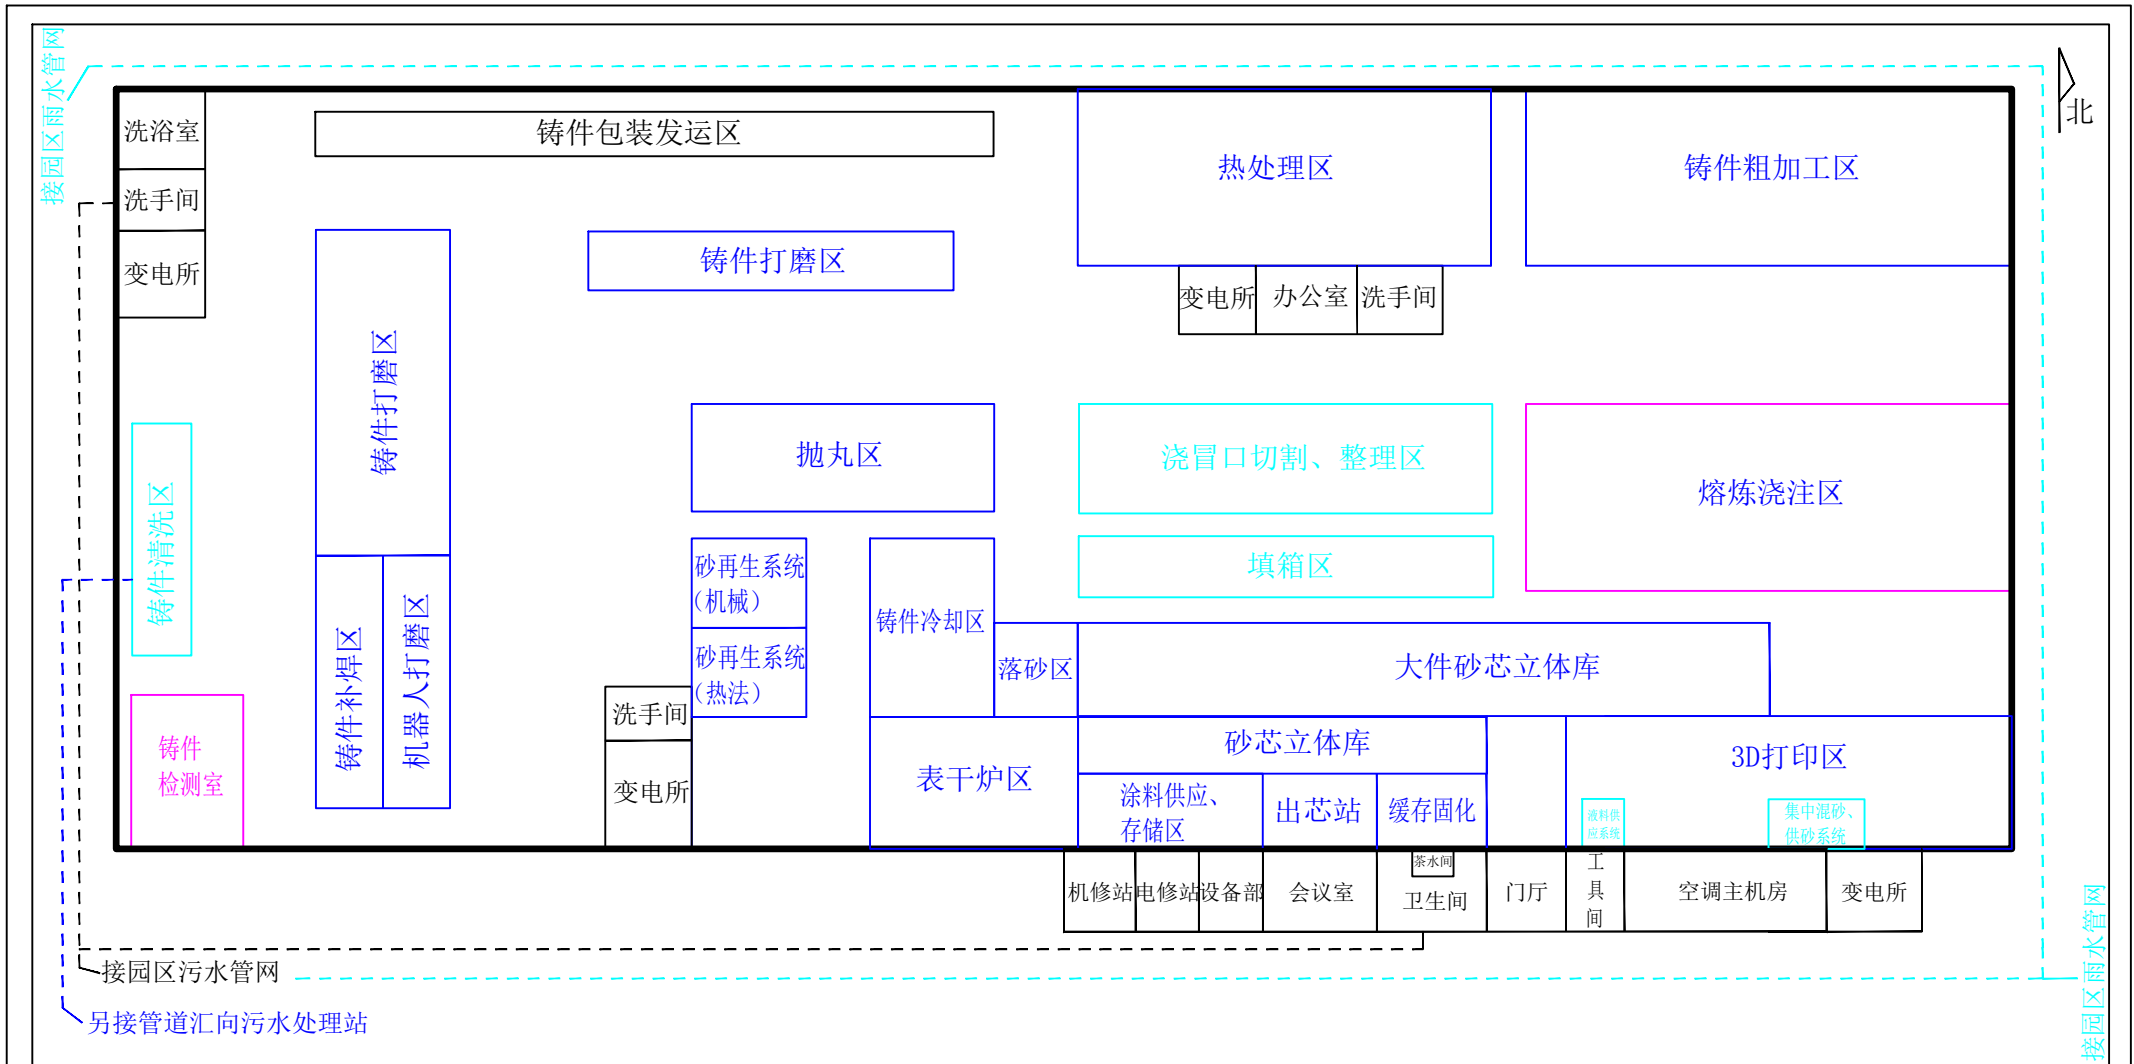 接园区雨水管网
北
洗浴室
铸件包装发运区
热处理区
铸件粗加工区
洗手间
变电所
铸件打磨区
变电所
办公室
洗手间
铸件打磨区
抛丸区
浇冒口切割、整理区
熔炼浇注区
铸件清洗区
砂再生系统
(机械)
填箱区
铸件冷却区
砂再生系统
(热法)
落砂区
大件砂芯立体库
铸件补焊区
机器人打磨区
洗手间
铸件
检测室
变电所
表干炉区
砂芯立体库
3D打印区
涂料供应、
存储区
出芯站
缓存固化
液料供
应系统
集中混砂、
供砂系统
机修站
电修站
设备部
会议室
茶水间
卫生间
门厅
工
具
间
空调主机房
变电所
接园区污水管网
接园区雨水管网
另接管道汇向污水处理站